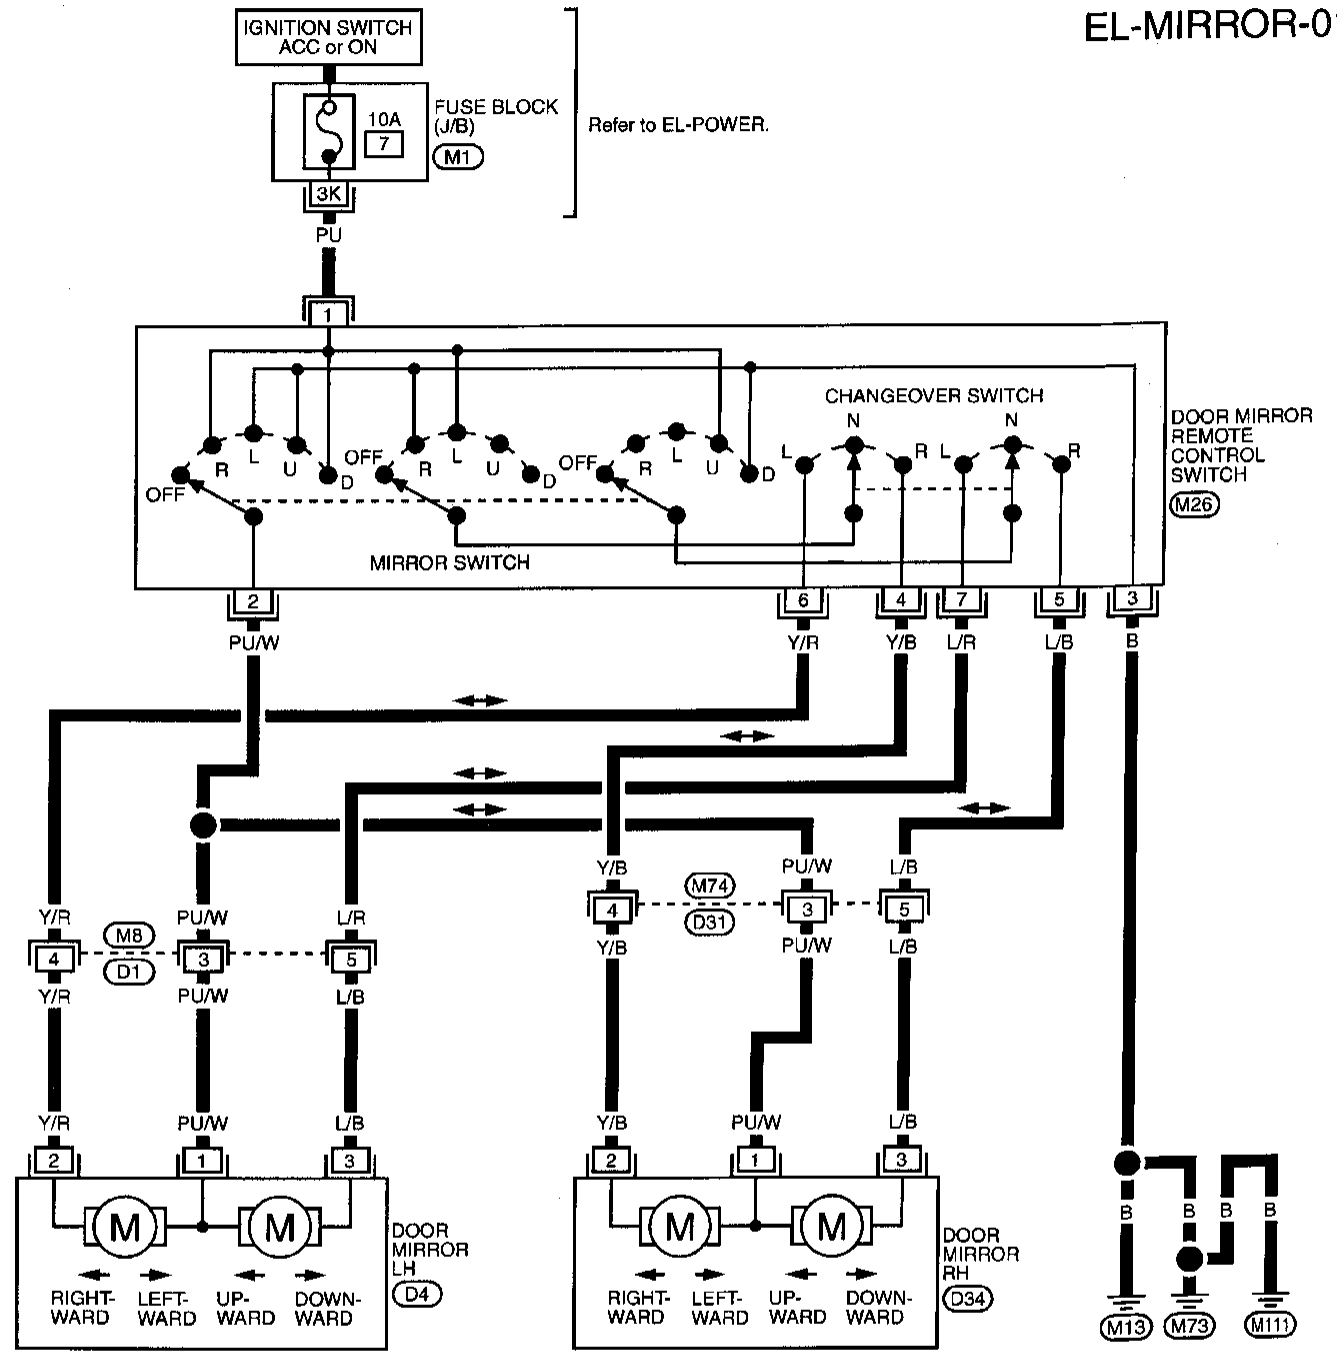 EL-MIRROR-01
IGNITION SWITCH
ACC or ON
FUSE BLOCK
(J/B)
M1
10A
7
Refer to EL-POWER.
3K
PU
1
CHANGEOVER SWITCH
OFF
R
L
U
D
OFF
R
L
U
D
OFF
R
L
U
D
L
N
R
L
N
R
MIRROR SWITCH
DOOR MIRROR
REMOTE
CONTROL
SWITCH
M26
2
6
4
7
5
3
PU/W
Y/R
Y/B
L/R
L/B
B
Y/B
PU/W
L/B
4
M74
D31
3
5
Y/B
PU/W
L/B
Y/R
PU/W
L/R
4
M8
D1
3
5
Y/R
PU/W
L/B
Y/R
PU/W
L/B
Y/B
PU/W
L/B
2
1
3
2
1
3
M
M
M
M
DOOR
MIRROR
LH
D4
DOOR
MIRROR
RH
D34
RIGHT-
WARD
LEFT-
WARD
UP-
WARD
DOWN-
WARD
RIGHT-
WARD
LEFT-
WARD
UP-
WARD
DOWN-
WARD
B
B
B
B
M13
M73
M111